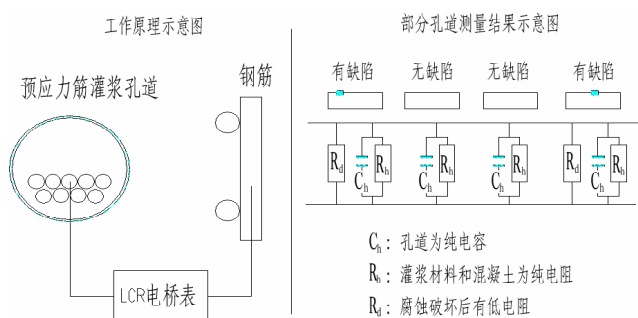 工作原理示意图
预应力筋灌浆孔道
钢筋
LCR电桥表
部分孔道测量结果示意图
有缺陷 无缺陷 无缺陷 有缺陷
Rd Ch Rh Ch Rh Ch Rh Rd Ch Rh
Ch: 孔道为纯电容
Rh: 灌浆材料和混凝土为纯电阻
Rd: 腐蚀破坏后有低电阻